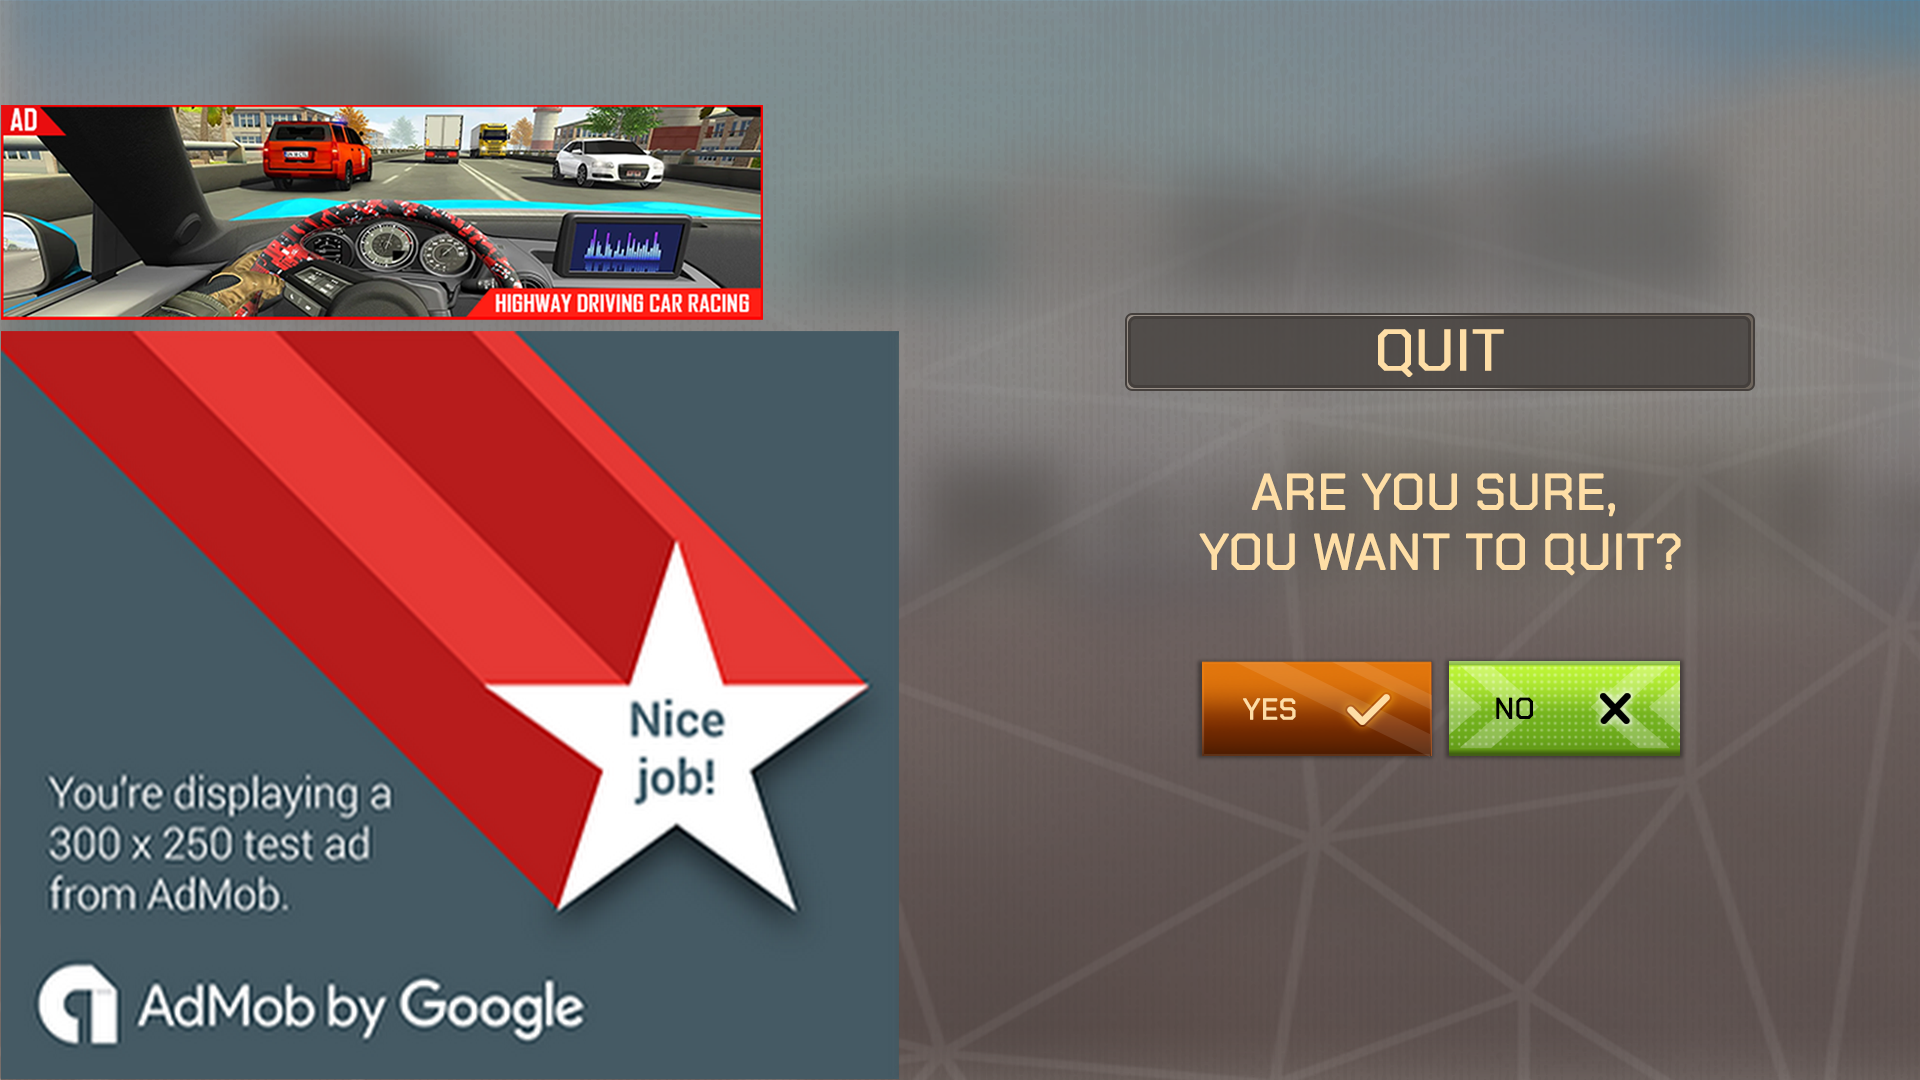 AD
HIGHWAY DRIVING CAR RACING
Nice
job!
You're displaying a
300 x 250 test ad
from AdMob.
AdMob by Google
QUIT
ARE YOU SURE,
YOU WANT TO QUIT?
YES
NO